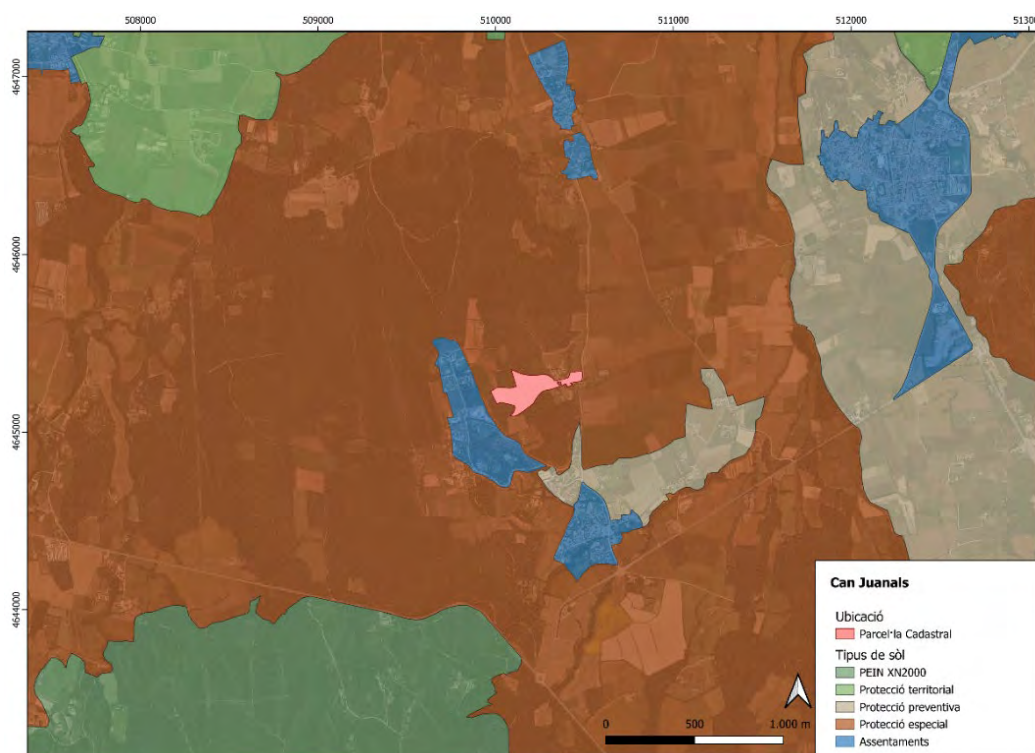 508000 509000 510000 511000 512000 513000
4647000
4646000
4645000
4644000
Can Juanals
Ubicació
Parcel·la Cadastral
Tipus de sòl
PEIN XN2000
Protecció territorial
Protecció preventiva
Protecció especial
Assentaments
0 500 1.000 m